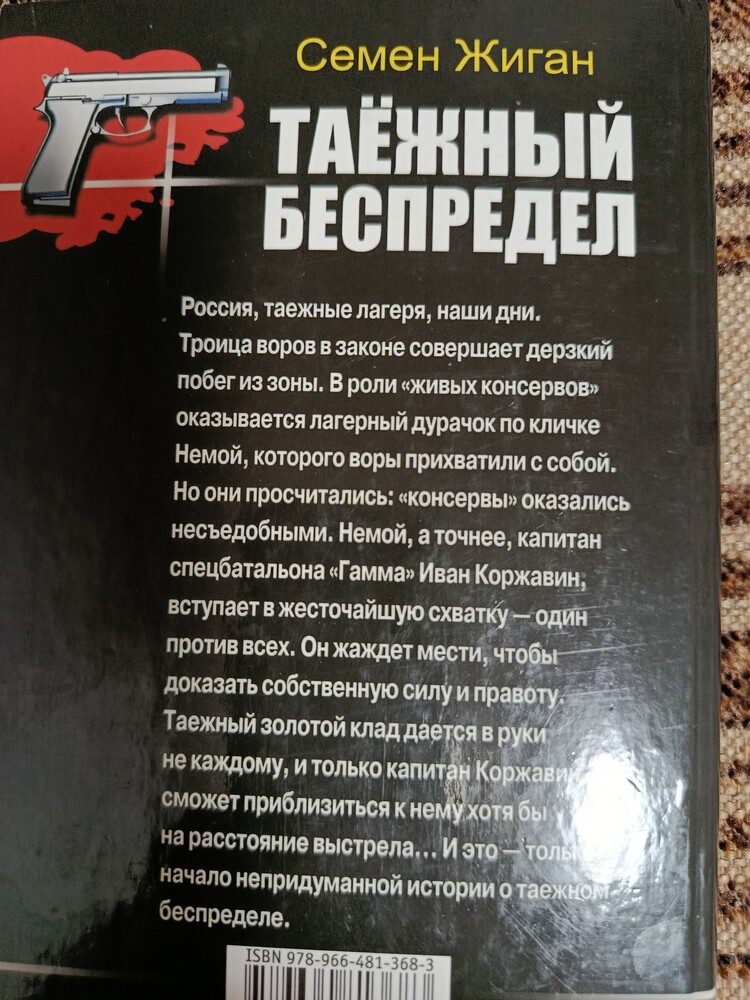 Семен Жиган
ТАЁЖНЫЙ
БЕСПРЕДЕЛ
Россия, таежные лагеря, наши дни.
Троица воров в законе совершает дерзкий
побег из зоны. В роли «живых консервов»
оказывается лагерный дурачок по кличке
Немой, которого воры прихватили с собой.
Но они просчитались: «консервы» оказались
несъедобными. Немой, а точнее, капитан
спецбатальона «Гамма» Иван Коржавин,
вступает в жесточайшую схватку — один
против всех. Он жаждет мести, чтобы
доказать собственную силу и правоту.
Таежный золотой клад дается в руки
не каждому, и только капитан Коржавин
сможет приблизиться к нему хотя бы
на расстояние выстрела... И это — только
начало непридуманной истории о таежном
беспределе.
ISBN 978-966-481-368-3